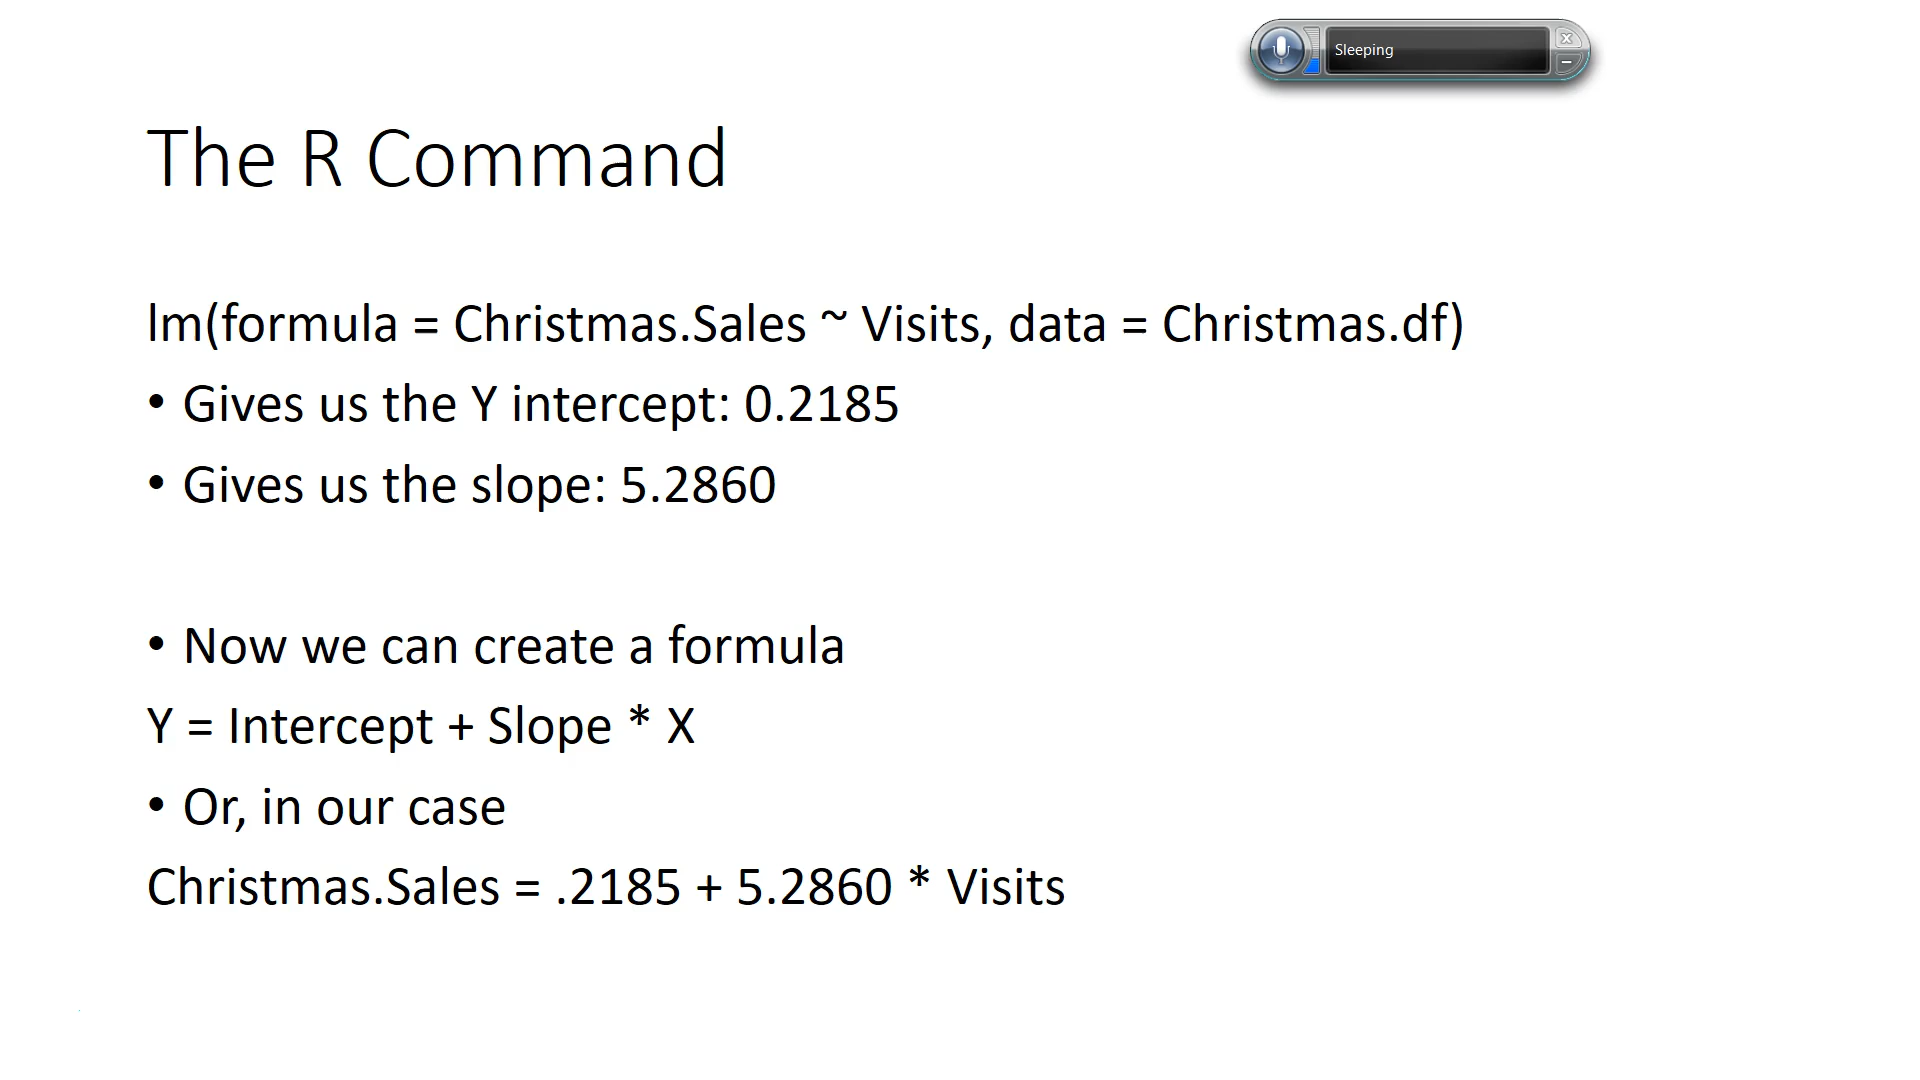 Sleeping
The R Command
lm(formula = Christmas.Sales ~ Visits, data = Christmas.df)
• Gives us the Y intercept: 0.2185
• Gives us the slope: 5.2860
• Now we can create a formula
Y = Intercept + Slope * X
• Or, in our case
Christmas.Sales = .2185 + 5.2860 * Visits